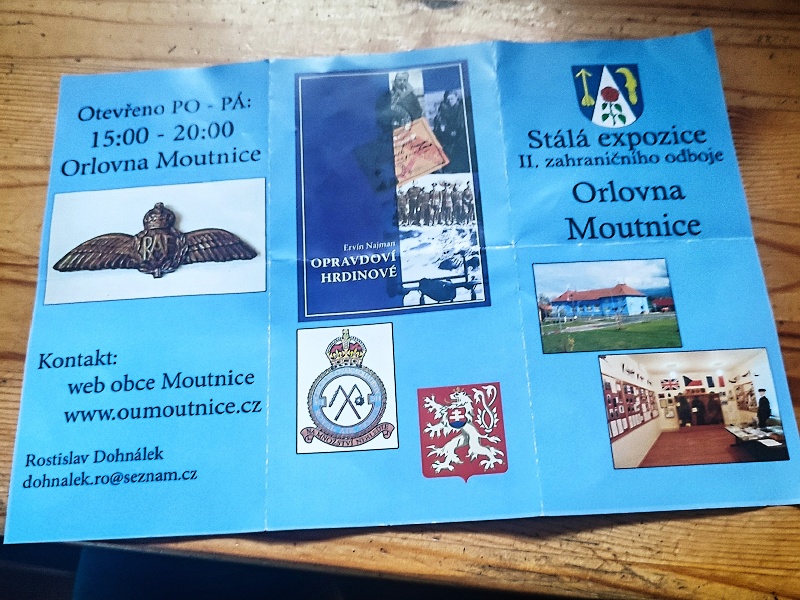 Otevřeno PO - PÁ:
15:00 - 20:00
Orlovna Moutnice
RAF
Kontakt:
web obce Moutnice
www.oumoutnice.cz
Rostislav Dohnálek
dohnalek.ro@seznam.cz
Ervín Najman
OPRAVDOVÍ
HRDINOVÉ
Stálá expozice
II. zahraničního odboje
Orlovna
Moutnice